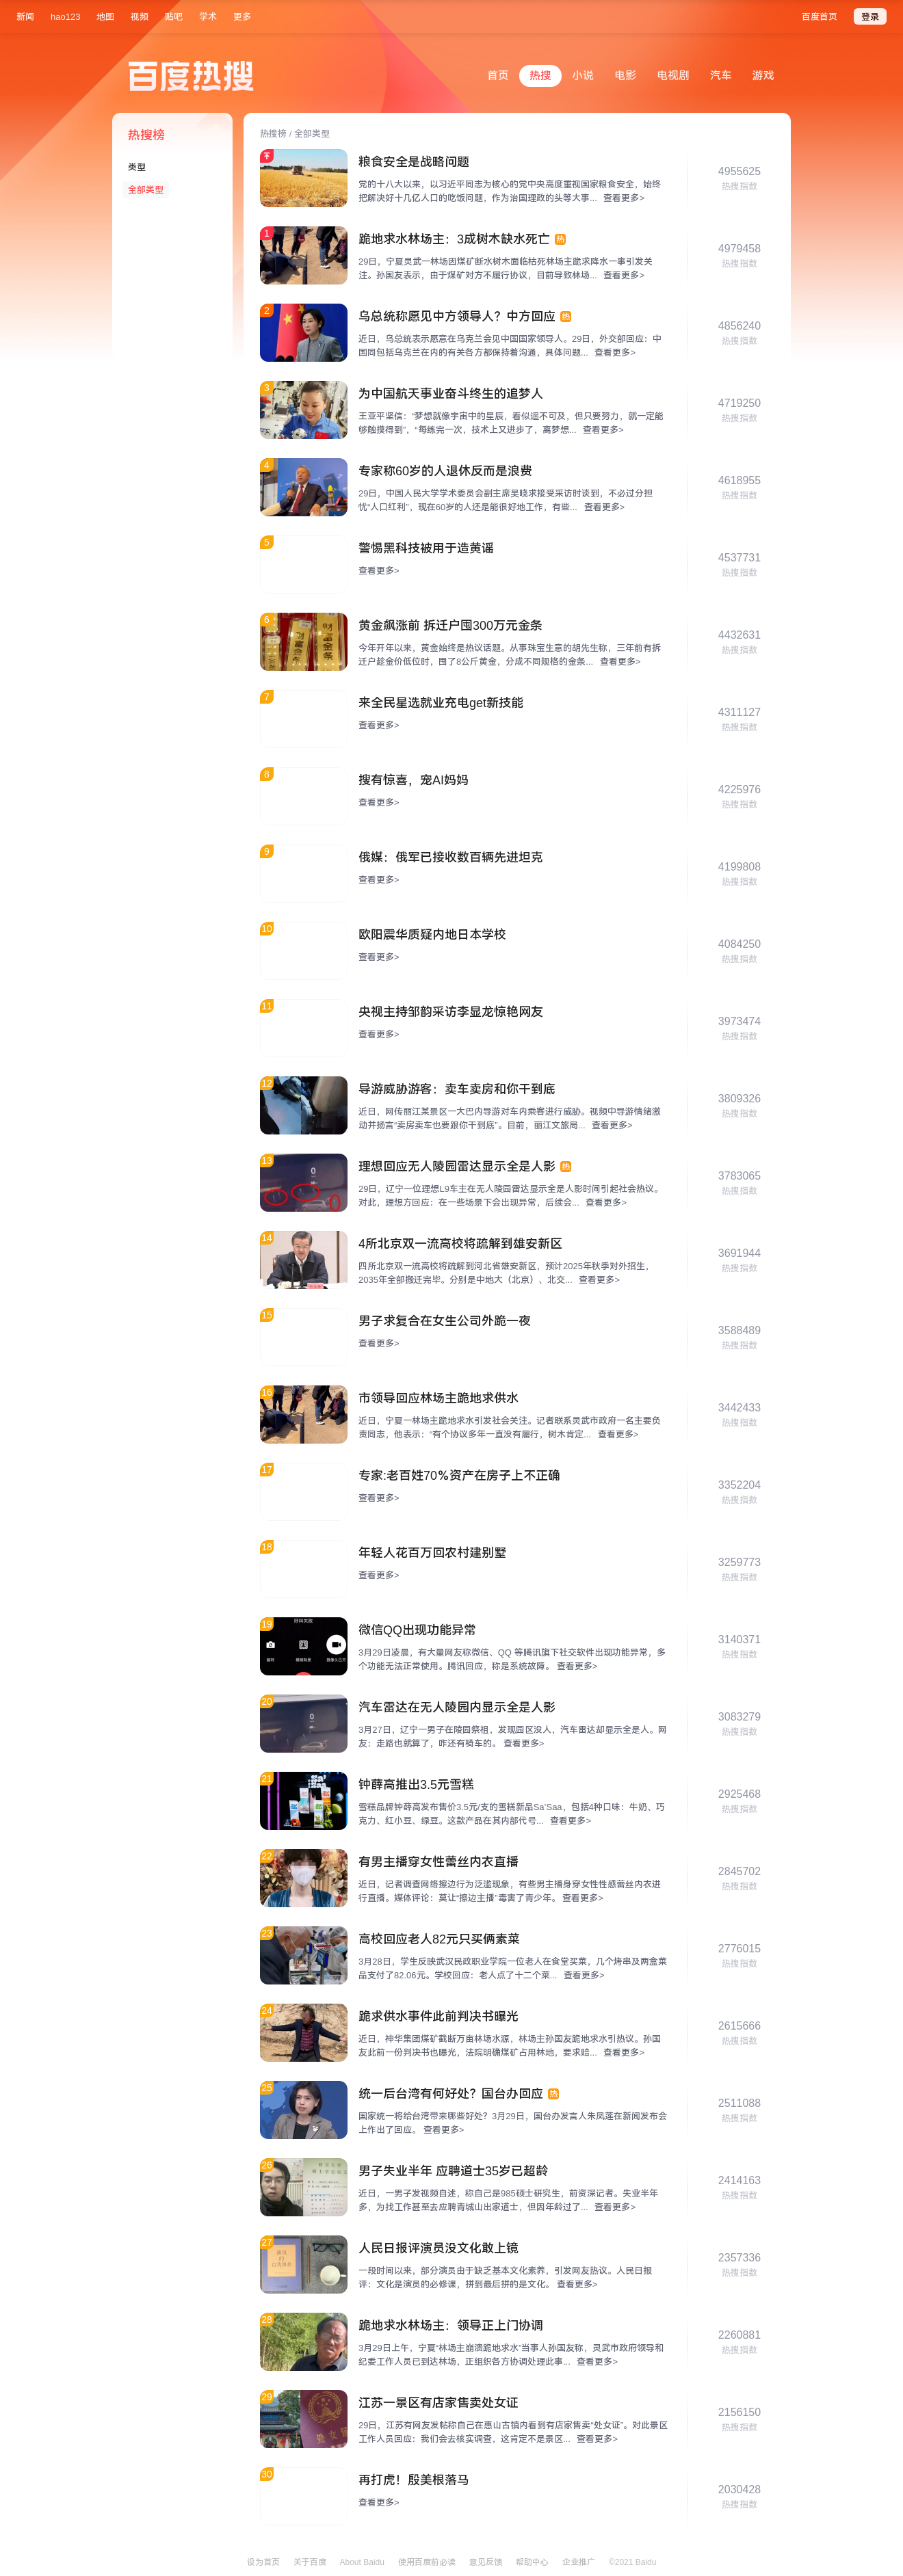 新闻 hao123 地图 视频 贴吧 学术 更多 百度首页 登录
百度热搜 首页 热搜 小说 电影 电视剧 汽车 游戏
热搜榜
类型
全部类型
热搜榜 / 全部类型
粮食安全是战略问题
党的十八大以来，以习近平同志为核心的党中央高度重视国家粮食安全，始终
把解决好十几亿人口的吃饭问题，作为治国理政的头等大事... 查看更多>
4955625
热搜指数
1
跪地求水林场主：3成树木缺水死亡 热
29日，宁夏灵武一林场因煤矿断水树木面临枯死林场主跪求降水一事引发关
注。孙国友表示，由于煤矿对方不履行协议，目前导致林场... 查看更多>
4979458
热搜指数
2
乌总统称愿见中方领导人？中方回应 热
近日，乌总统表示愿意在乌克兰会见中国国家领导人。29日，外交部回应：中
国同包括乌克兰在内的有关各方都保持着沟通，具体问题... 查看更多>
4856240
热搜指数
3
为中国航天事业奋斗终生的追梦人
王亚平坚信：“梦想就像宇宙中的星辰，看似遥不可及，但只要努力，就一定能
够触摸得到”，“每练完一次，技术上又进步了，离梦想... 查看更多>
4719250
热搜指数
4
专家称60岁的人退休反而是浪费
29日，中国人民大学学术委员会副主席吴晓求接受采访时谈到，不必过分担
忧“人口红利”，现在60岁的人还是能很好地工作，有些... 查看更多>
4618955
热搜指数
5
警惕黑科技被用于造黄谣
查看更多>
4537731
热搜指数
6
黄金飙涨前 拆迁户囤300万元金条
今年开年以来，黄金始终是热议话题。从事珠宝生意的胡先生称，三年前有拆
迁户趁金价低位时，囤了8公斤黄金，分成不同规格的金条... 查看更多>
4432631
热搜指数
7
来全民星选就业充电get新技能
查看更多>
4311127
热搜指数
8
搜有惊喜，宠AI妈妈
查看更多>
4225976
热搜指数
9
俄媒：俄军已接收数百辆先进坦克
查看更多>
4199808
热搜指数
10
欧阳震华质疑内地日本学校
查看更多>
4084250
热搜指数
11
央视主持邹韵采访李显龙惊艳网友
查看更多>
3973474
热搜指数
12
导游威胁游客：卖车卖房和你干到底
近日，网传丽江某景区一大巴内导游对车内乘客进行威胁。视频中导游情绪激
动并扬言“卖房卖车也要跟你干到底”。目前，丽江文旅局... 查看更多>
3809326
热搜指数
13
理想回应无人陵园雷达显示全是人影 热
29日，辽宁一位理想L9车主在无人陵园雷达显示全是人影时间引起社会热议。
对此，理想方回应：在一些场景下会出现异常，后续会... 查看更多>
3783065
热搜指数
14
4所北京双一流高校将疏解到雄安新区
四所北京双一流高校将疏解到河北省雄安新区，预计2025年秋季对外招生，
2035年全部搬迁完毕。分别是中地大（北京）、北交... 查看更多>
3691944
热搜指数
15
男子求复合在女生公司外跪一夜
查看更多>
3588489
热搜指数
16
市领导回应林场主跪地求供水
近日，宁夏一林场主跪地求水引发社会关注。记者联系灵武市政府一名主要负
责同志，他表示：“有个协议多年一直没有履行，树木肯定... 查看更多>
3442433
热搜指数
17
专家:老百姓70%资产在房子上不正确
查看更多>
3352204
热搜指数
18
年轻人花百万回农村建别墅
查看更多>
3259773
热搜指数
19
微信QQ出现功能异常
3月29日凌晨，有大量网友称微信、QQ 等腾讯旗下社交软件出现功能异常，多
个功能无法正常使用。腾讯回应，称是系统故障。 查看更多>
3140371
热搜指数
20
汽车雷达在无人陵园内显示全是人影
3月27日，辽宁一男子在陵园祭祖，发现园区没人，汽车雷达却显示全是人。网
友：走路也就算了，咋还有骑车的。 查看更多>
3083279
热搜指数
21
钟薛高推出3.5元雪糕
雪糕品牌钟薛高发布售价3.5元/支的雪糕新品Sa’Saa，包括4种口味：牛奶、巧
克力、红小豆、绿豆。这款产品在其内部代号... 查看更多>
2925468
热搜指数
22
有男主播穿女性蕾丝内衣直播
近日，记者调查网络擦边行为泛滥现象，有些男主播身穿女性性感蕾丝内衣进
行直播。媒体评论：莫让“擦边主播”毒害了青少年。 查看更多>
2845702
热搜指数
23
高校回应老人82元只买俩素菜
3月28日，学生反映武汉民政职业学院一位老人在食堂买菜，几个烤串及两盒菜
品支付了82.06元。学校回应：老人点了十二个菜... 查看更多>
2776015
热搜指数
24
跪求供水事件此前判决书曝光
近日，神华集团煤矿截断万亩林场水源，林场主孙国友跪地求水引热议。孙国
友此前一份判决书也曝光，法院明确煤矿占用林地，要求赔... 查看更多>
2615666
热搜指数
25
统一后台湾有何好处？国台办回应 热
国家统一将给台湾带来哪些好处？3月29日，国台办发言人朱凤莲在新闻发布会
上作出了回应。 查看更多>
2511088
热搜指数
26
男子失业半年 应聘道士35岁已超龄
近日，一男子发视频自述，称自己是985硕士研究生，前资深记者。失业半年
多，为找工作甚至去应聘青城山出家道士，但因年龄过了... 查看更多>
2414163
热搜指数
27
人民日报评演员没文化敢上镜
一段时间以来，部分演员由于缺乏基本文化素养，引发网友热议。人民日报
评：文化是演员的必修课，拼到最后拼的是文化。 查看更多>
2357336
热搜指数
28
跪地求水林场主：领导正上门协调
3月29日上午，宁夏“林场主崩溃跪地求水”当事人孙国友称，灵武市政府领导和
纪委工作人员已到达林场，正组织各方协调处理此事... 查看更多>
2260881
热搜指数
29
江苏一景区有店家售卖处女证
29日，江苏有网友发帖称自己在惠山古镇内看到有店家售卖“处女证”。对此景区
工作人员回应：我们会去核实调查，这肯定不是景区... 查看更多>
2156150
热搜指数
30
再打虎！殷美根落马
查看更多>
2030428
热搜指数
设为首页 关于百度 About Baidu 使用百度前必读 意见反馈 帮助中心 企业推广 ©2021 Baidu